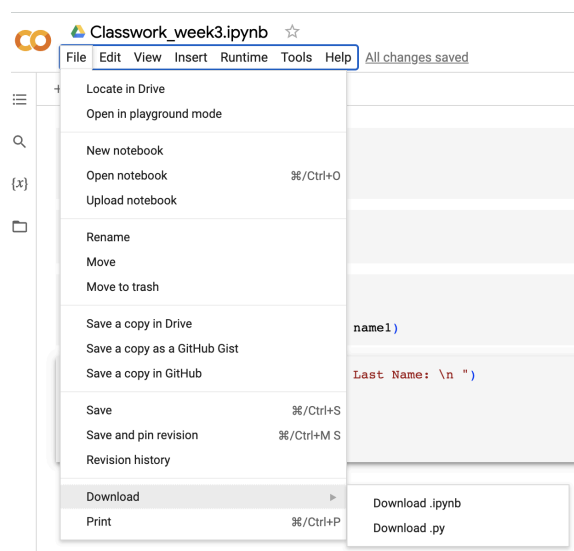 Classwork_week3.ipynb
File Edit View Insert Runtime Tools Help All changes saved
+
Locate in Drive
Open in playground mode
New notebook
Open notebook ⌘/Ctrl+O
Upload notebook
{x}
Rename
Move
Move to trash
Save a copy in Drive
name1)
Save a copy as a GitHub Gist
Save a copy in GitHub
Last Name: \n ")
Save ⌘/Ctrl+S
Save and pin revision ⌘/Ctrl+M S
Revision history
Download ▶
Download .ipynb
Print ⌘/Ctrl+P
Download .py